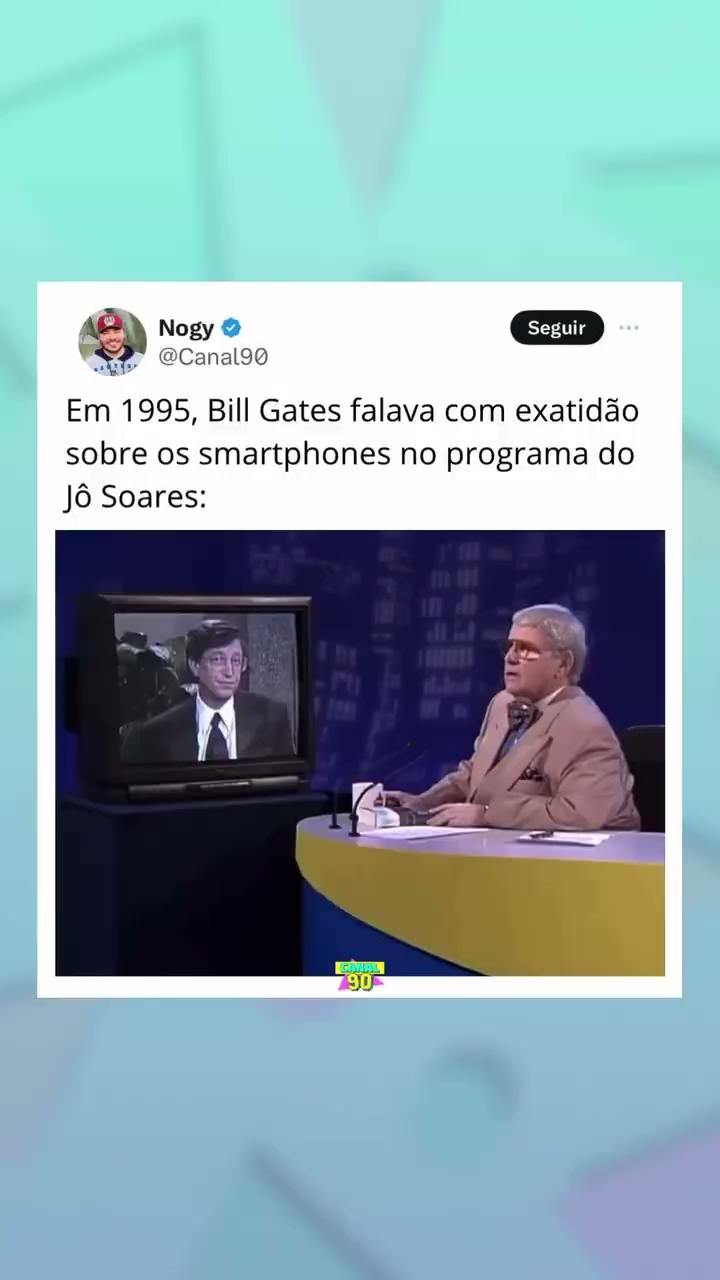 Nogy
@Canal90
Seguir
Em 1995, Bill Gates falava com exatidão
sobre os smartphones no programa do
Jô Soares:
CANAL
90